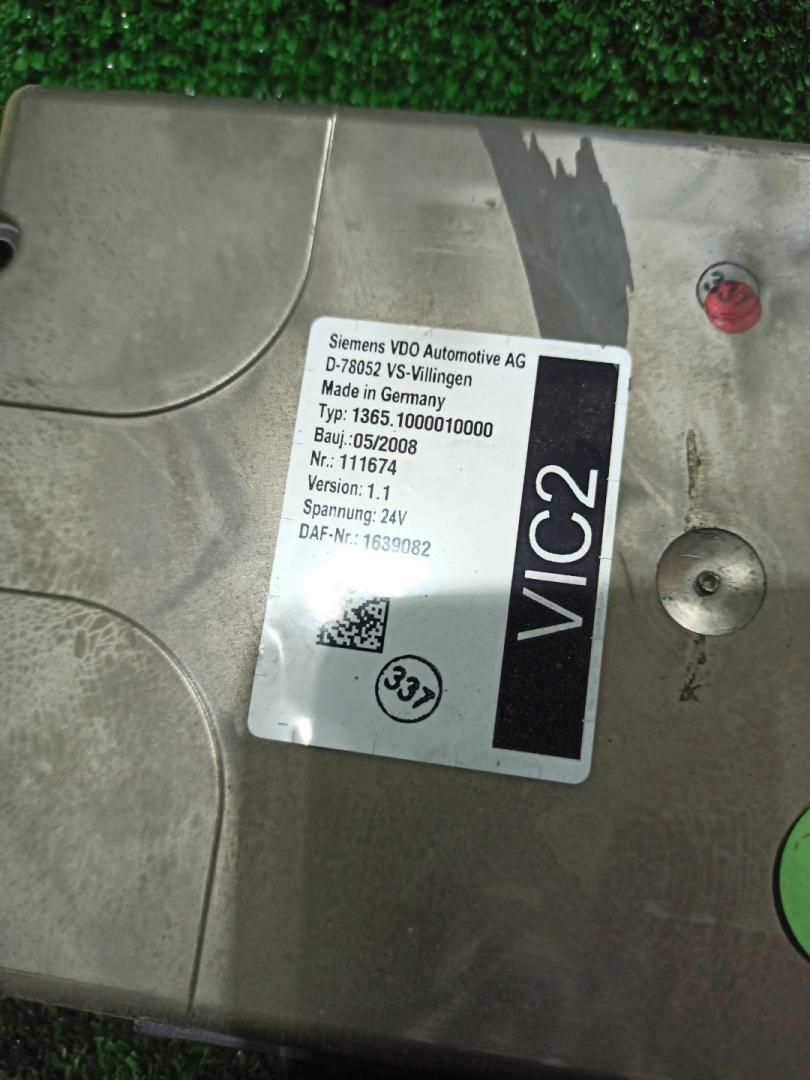 Siemens VDO Automotive AG
D-78052 VS-Villingen
Made in Germany
Typ: 1365.1000010000
Bauj.:05/2008
Nr.: 111674
Version: 1.1
Spannung: 24V
DAF-Nr.: 1639082
337
VIC2